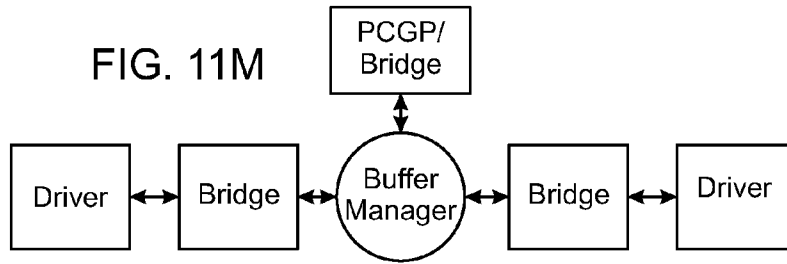 FIG. 11M
PCGP/
Bridge
Driver
Bridge
Buffer
Manager
Bridge
Driver